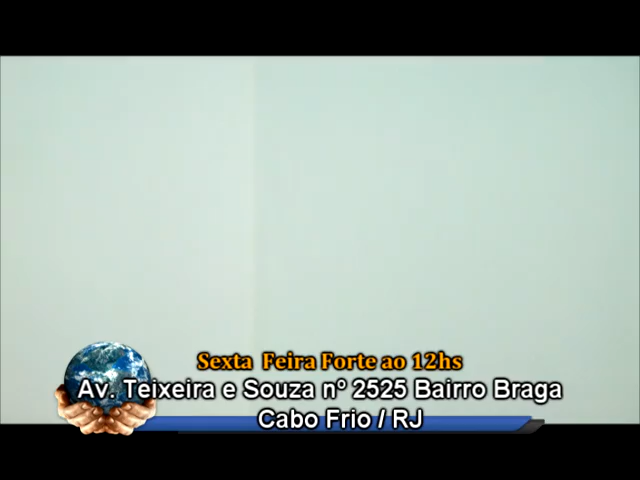 Sexta Feira Forte ao 12hs
Av. Teixeira e Souza nº 2525 Bairro Braga
Cabo Frio / RJ